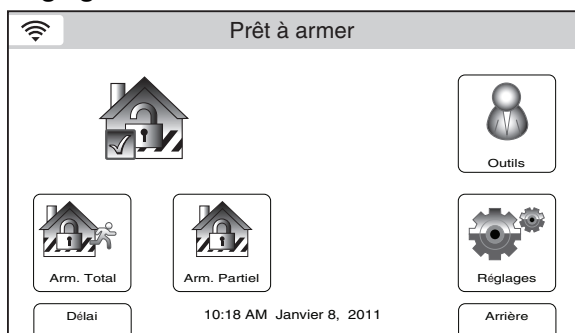 Prêt à armer
Outils
Arm. Total
Arm. Partiel
Réglages
Délai
10:18 AM Janvier 8, 2011
Arrière